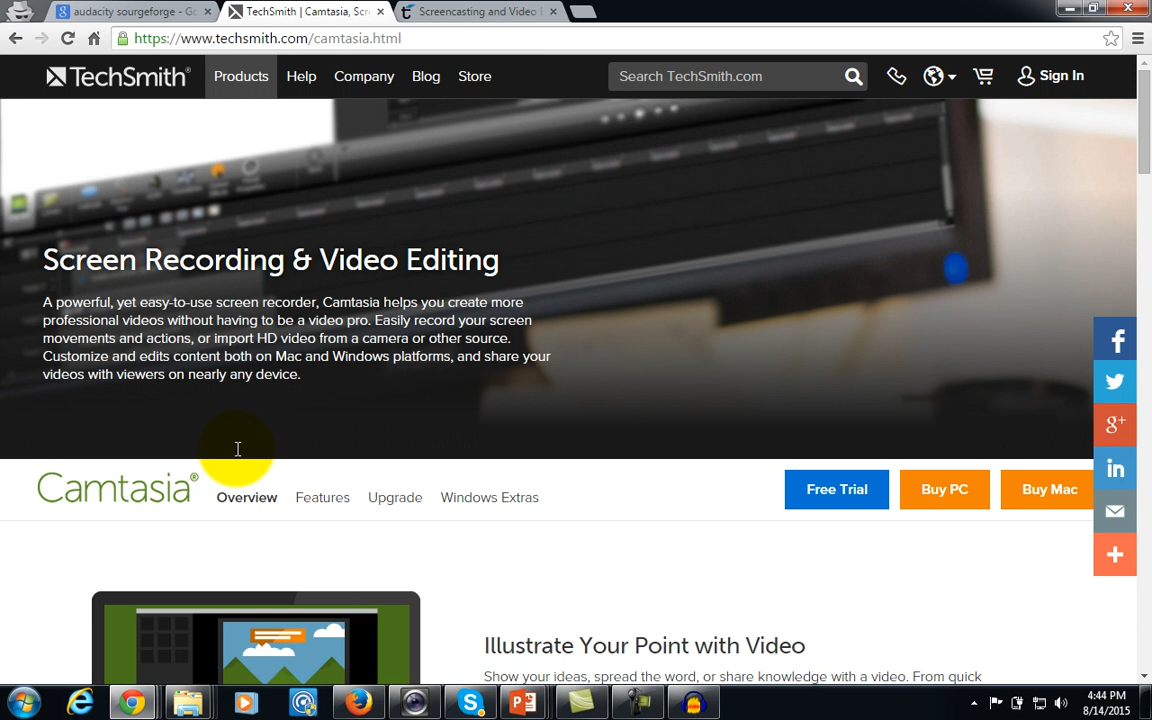 audacity sourgeforge - Go
TechSmith | Camtasia, Scre
Screencasting and Video E
https://www.techsmith.com/camtasia.html
TechSmith®
Products
Help
Company
Blog
Store
Search TechSmith.com
Sign In
Screen Recording & Video Editing
A powerful, yet easy-to-use screen recorder, Camtasia helps you create more
professional videos without having to be a video pro. Easily record your screen
movements and actions, or import HD video from a camera or other source.
Customize and edits content both on Mac and Windows platforms, and share your
videos with viewers on nearly any device.
Camtasia®
Overview
Features
Upgrade
Windows Extras
Free Trial
Buy PC
Buy Mac
Illustrate Your Point with Video
Show your ideas, spread the word, or share knowledge with a video. From quick
4:44 PM
8/14/2015